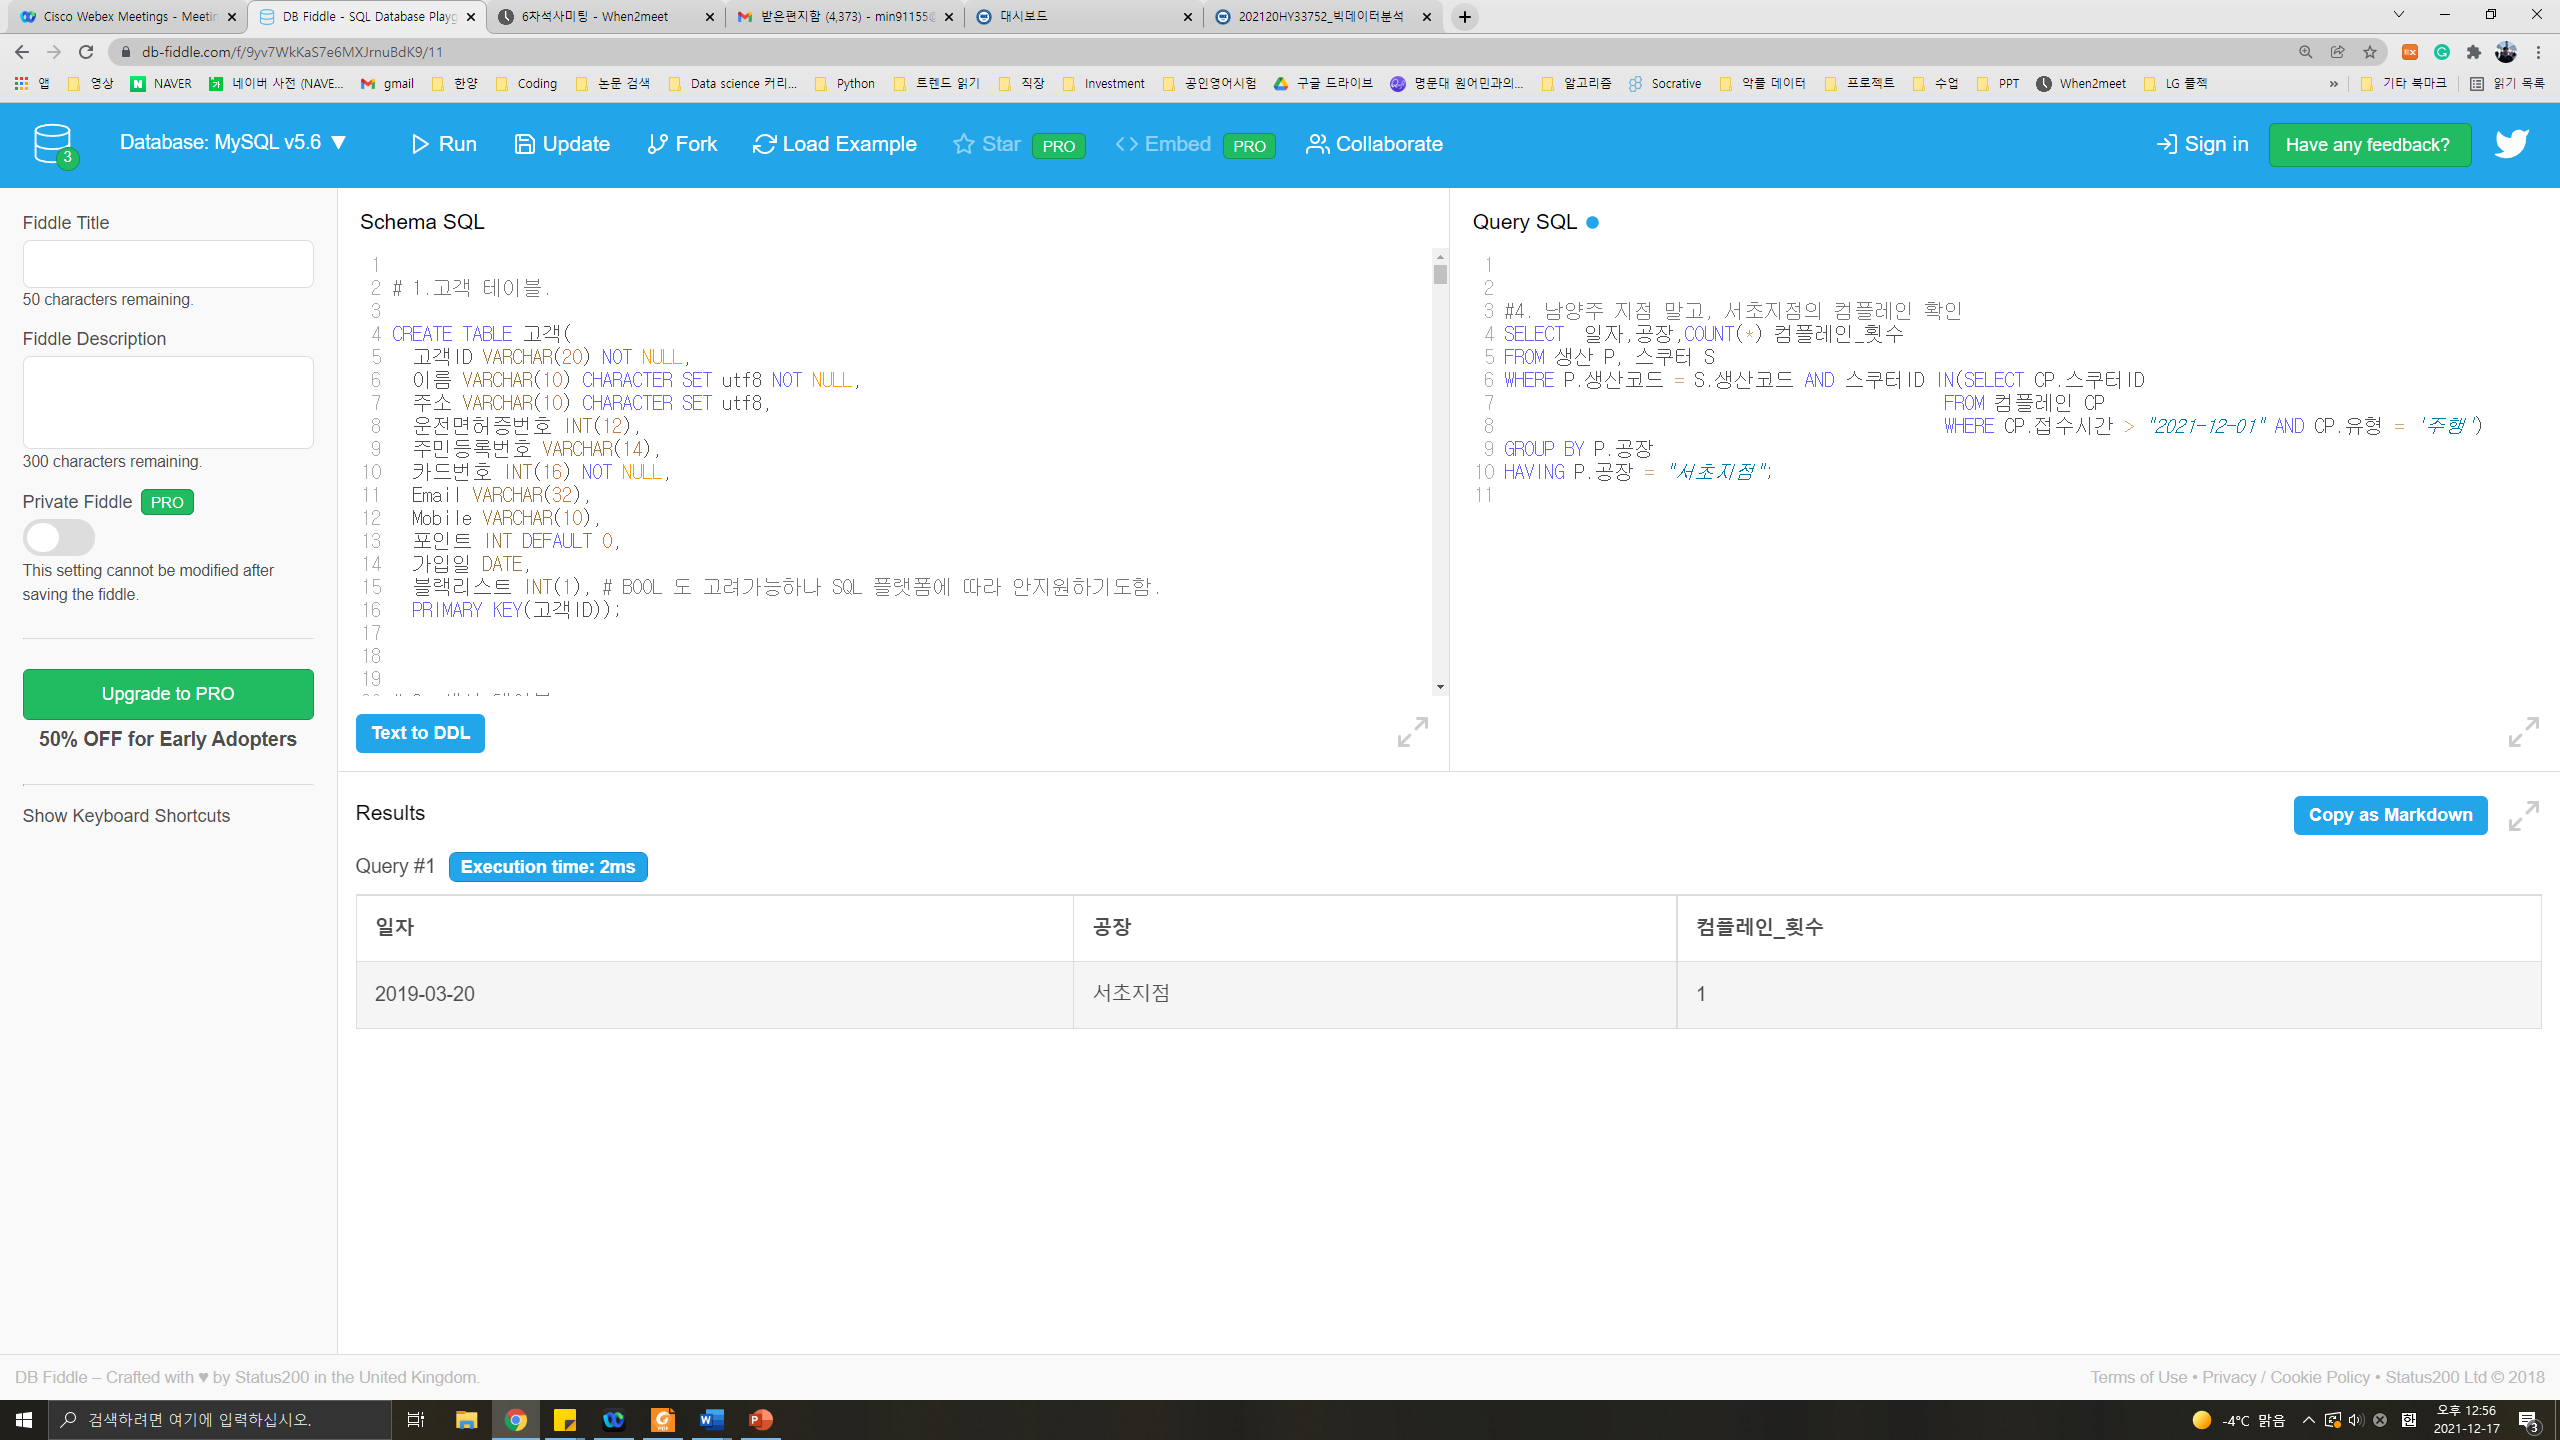 Cisco Webex Meetings - Meetin
DB Fiddle - SQL Database Playg
6차석사미팅 - When2meet
받은편지함 (4,373) - min91155@
대시보드
202120HY33752_빅데이터분석
db-fiddle.com/f/9yv7WkKaS7e6MXJrnuBdK9/11
앱
영상
NAVER
네이버 사전 (NAVE...
gmail
한양
Coding
논문 검색
Data science 커리...
Python
트렌드 읽기
직장
Investment
공인영어시험
구글 드라이브
명문대 원어민과의...
알고리즘
Socrative
악플 데이터
프로젝트
수업
PPT
When2meet
LG 플젝
»
기타 북마크
읽기 목록
3
Database: MySQL v5.6 ▼
Run
Update
Fork
Load Example
Star PRO
Embed PRO
Collaborate
Sign in
Have any feedback?
Fiddle Title
50 characters remaining.
Fiddle Description
300 characters remaining.
Private Fiddle PRO
This setting cannot be modified after
saving the fiddle.
Upgrade to PRO
50% OFF for Early Adopters
Show Keyboard Shortcuts
Schema SQL
1
2 # 1.고객 테이블.
3
4 CREATE TABLE 고객(
5 고객ID VARCHAR(20) NOT NULL,
6 이름 VARCHAR(10) CHARACTER SET utf8 NOT NULL,
7 주소 VARCHAR(10) CHARACTER SET utf8,
8 운전면허증번호 INT(12),
9 주민등록번호 VARCHAR(14),
10 카드번호 INT(16) NOT NULL,
11 Email VARCHAR(32),
12 Mobile VARCHAR(10),
13 포인트 INT DEFAULT 0,
14 가입일 DATE,
15 블랙리스트 INT(1), # BOOL 도 고려가능하나 SQL 플랫폼에 따라 안지원하기도함.
16 PRIMARY KEY(고객ID));
17
18
19
Text to DDL
Query SQL
1
2
3 #4. 남양주 지점 말고, 서초지점의 컴플레인 확인
4 SELECT 일자,공장,COUNT(*) 컴플레인_횟수
5 FROM 생산 P, 스쿠터 S
6 WHERE P.생산코드 = S.생산코드 AND 스쿠터ID IN(SELECT CP.스쿠터ID
7 FROM 컴플레인 CP
8 WHERE CP.접수시간 > "2021-12-01" AND CP.유형 = '주행')
9 GROUP BY P.공장
10 HAVING P.공장 = "서초지점";
11
Results
Copy as Markdown
Query #1 Execution time: 2ms
일자 공장 컴플레인_횟수
2019-03-20 서초지점 1
DB Fiddle – Crafted with ♥ by Status200 in the United Kingdom.
Terms of Use • Privacy / Cookie Policy • Status200 Ltd © 2018
검색하려면 여기에 입력하십시오.
-4°C 맑음
한
오후 12:56
2021-12-17
3